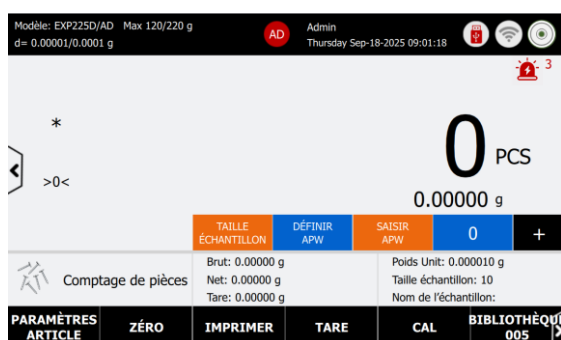 Modèle: EXP225D/AD Max 120/220 g
d= 0.00001/0.0001 g
AD
Admin
Thursday Sep-18-2025 09:01:18
3
*
>0<
0 PCS
0.00000 g
TAILLE
ÉCHANTILLON
DÉFINIR
APW
SAISIR
APW
0
+
Comptage de pièces
Brut: 0.00000 g
Net: 0.00000 g
Tare: 0.00000 g
Poids Unit: 0.000010 g
Taille échantillon: 10
Nom de l'échantillon:
PARAMÈTRES
ARTICLE
ZÉRO
IMPRIMER
TARE
CAL
BIBLIOTHÈQU
005